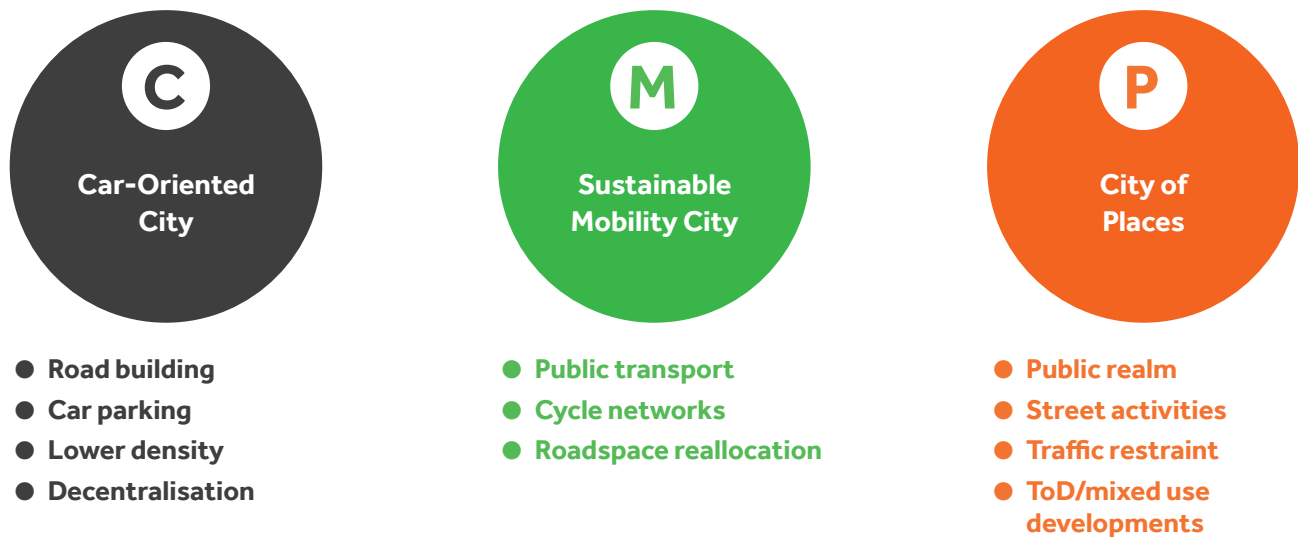 C
Car-Oriented
City
● Road building
● Car parking
● Lower density
● Decentralisation
M
Sustainable
Mobility City
● Public transport
● Cycle networks
● Roadspace reallocation
P
City of
Places
● Public realm
● Street activities
● Traffic restraint
● ToD/mixed use
developments